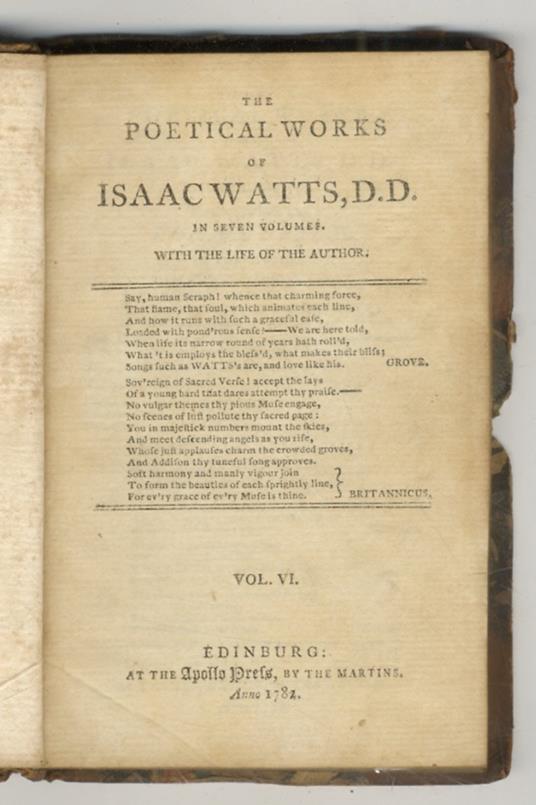 THE
POETICAL WORKS
OF
ISAAC WATTS, D.D.
IN SEVEN VOLUMES.
WITH THE LIFE OF THE AUTHOR.
Say, human Seraph! whence that charming force,
That flame, that ſoul, which animates each line,
And how it runs with ſuch a graceful eaſe,
Loaded with pond'rous ſenſe!——We are here told,
When life its narrow round of years hath roll'd,
What 't is employs the bleſs'd, what makes their bliſs;
Songs ſuch as WATTS's are, and love like his. GROVE.
Sov'reign of Sacred Verſe! accept the lays
Of a young bard that dares attempt thy praiſe.——
No vulgar themes thy pious Muſe engage,
No ſcenes of luſt pollute thy ſacred page:
You in majeſtick numbers mount the ſkies,
And meet deſcending angels as you riſe,
Whoſe juſt applauſes charm the crowded groves,
And Addiſon thy tuneful ſong approves.
Soft harmony and manly vigour join
To form the beauties of each ſprightly line,
For ev'ry grace of ev'ry Muſe is thine. BRITANNICUS.
VOL. VI.
EDINBURG:
AT THE Apollo Preſs, BY THE MARTINS.
Anno 1782.